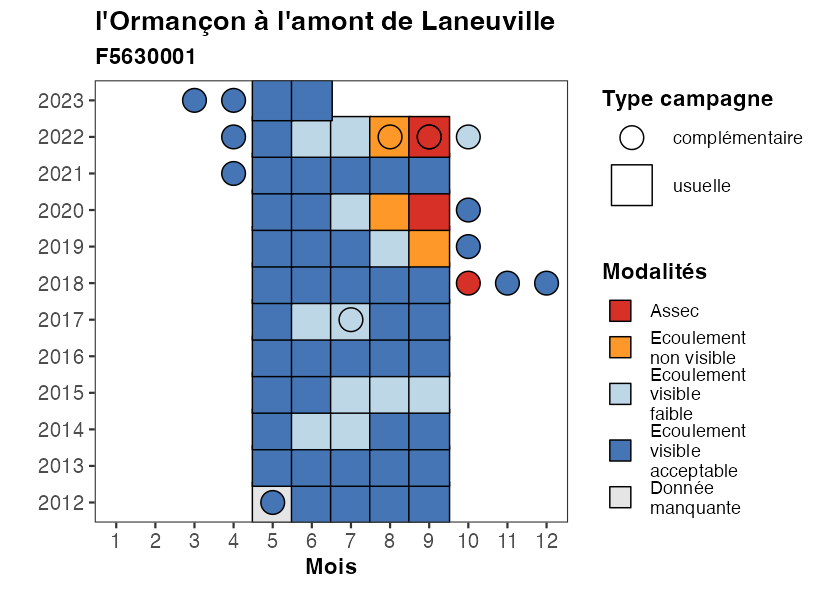 l'Ormançon à l'amont de Laneuville
F5630001
2023
2022
2021
2020
2019
2018
2017
2016
2015
2014
2013
2012
1 2 3 4 5 6 7 8 9 10 11 12
Mois
Type campagne
complémentaire
usuelle
Modalités
Assec
Ecoulement
non visible
Ecoulement
visible
faible
Ecoulement
visible
acceptable
Donnée
manquante